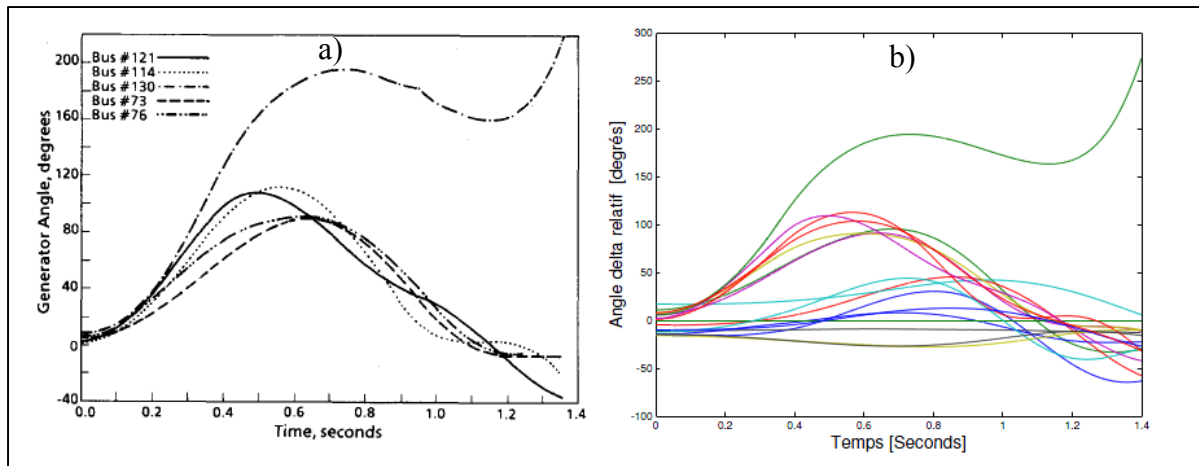 a)
Bus #121
Bus #114
Bus #130
Bus #73
Bus #76
200
160
120
80
40
0
-40
Generator Angle, degrees
0.0 0.2 0.4 0.6 0.8 1.0 1.2 1.4
Time, seconds
b)
300
250
200
150
100
50
0
-50
-100
Angle delta relatif [degrés]
0 0.2 0.4 0.6 0.8 1 1.2 1.4
Temps [Seconds]